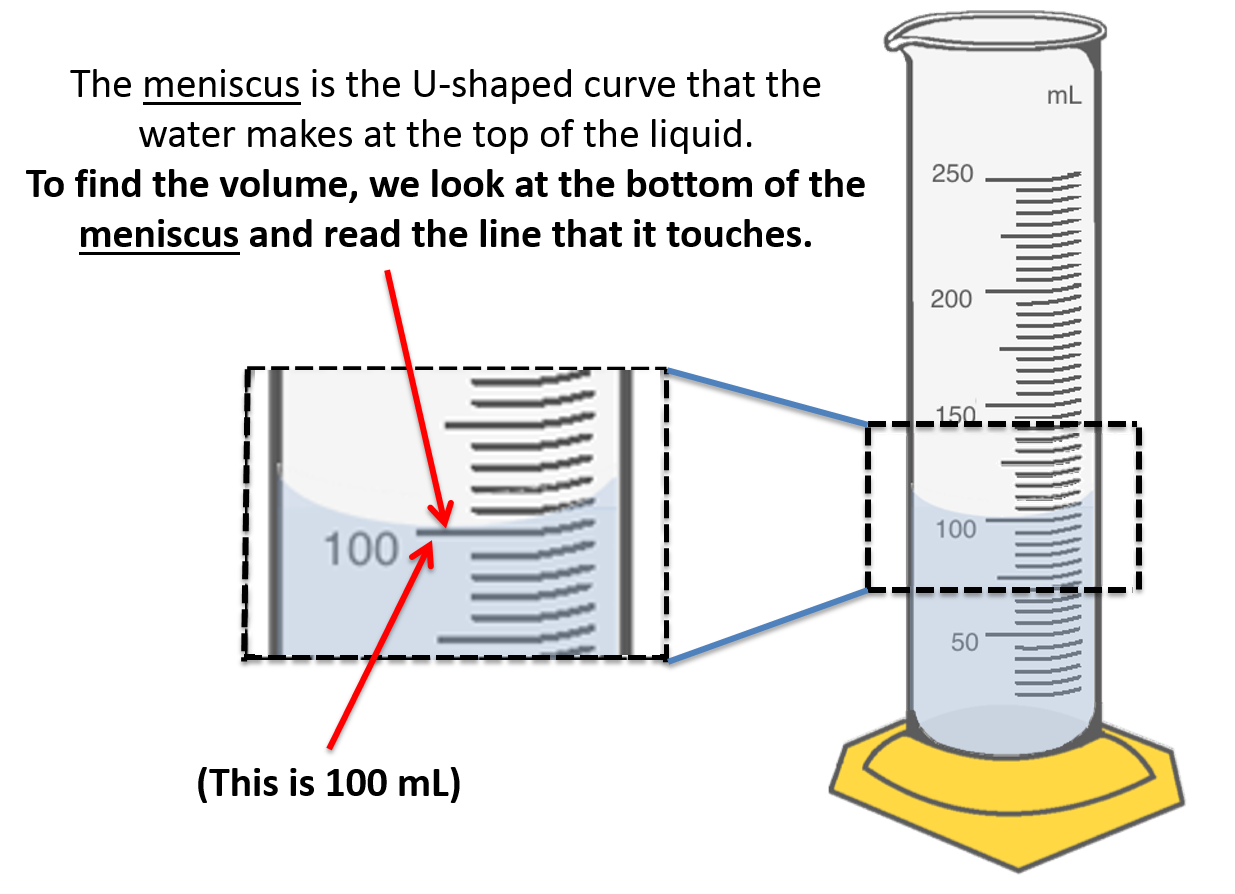 The meniscus is the U-shaped curve that the
water makes at the top of the liquid.
To find the volume, we look at the bottom of the
meniscus and read the line that it touches.
mL
250
200
150
100
50
100
(This is 100 mL)